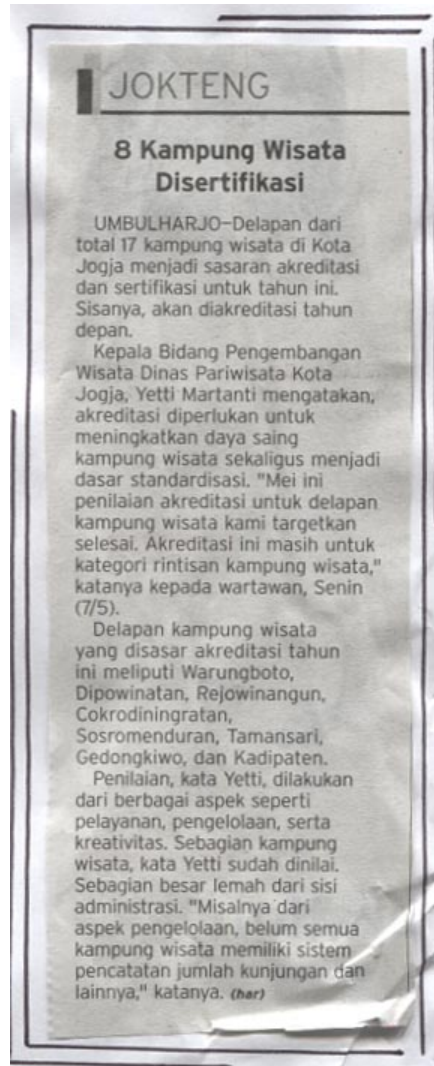 JOKTENG
8 Kampung Wisata
Disertifikasi
UMBULHARJO—Delapan dari
total 17 kampung wisata di Kota
Jogja menjadi sasaran akreditasi
dan sertifikasi untuk tahun ini.
Sisanya, akan diakreditasi tahun
depan.
Kepala Bidang Pengembangan
Wisata Dinas Pariwisata Kota
Jogja, Yetti Martanti mengatakan,
akreditasi diperlukan untuk
meningkatkan daya saing
kampung wisata sekaligus menjadi
dasar standardisasi. "Mei ini
penilaian akreditasi untuk delapan
kampung wisata kami targetkan
selesai. Akreditasi ini masih untuk
kategori rintisan kampung wisata,"
katanya kepada wartawan, Senin
(7/5).
Delapan kampung wisata
yang disasar akreditasi tahun
ini meliputi Warungboto,
Dipowinatan, Rejowinangun,
Cokrodiningratan,
Sosromenduran, Tamansari,
Gedongkiwo, dan Kadipaten.
Penilaian, kata Yetti, dilakukan
dari berbagai aspek seperti
pelayanan, pengelolaan, serta
kreativitas. Sebagian kampung
wisata, kata Yetti sudah dinilai.
Sebagian besar lemah dari sisi
administrasi. "Misalnya dari
aspek pengelolaan, belum semua
kampung wisata memiliki sistem
pencatatan jumlah kunjungan dan
lainnya," katanya. (har)